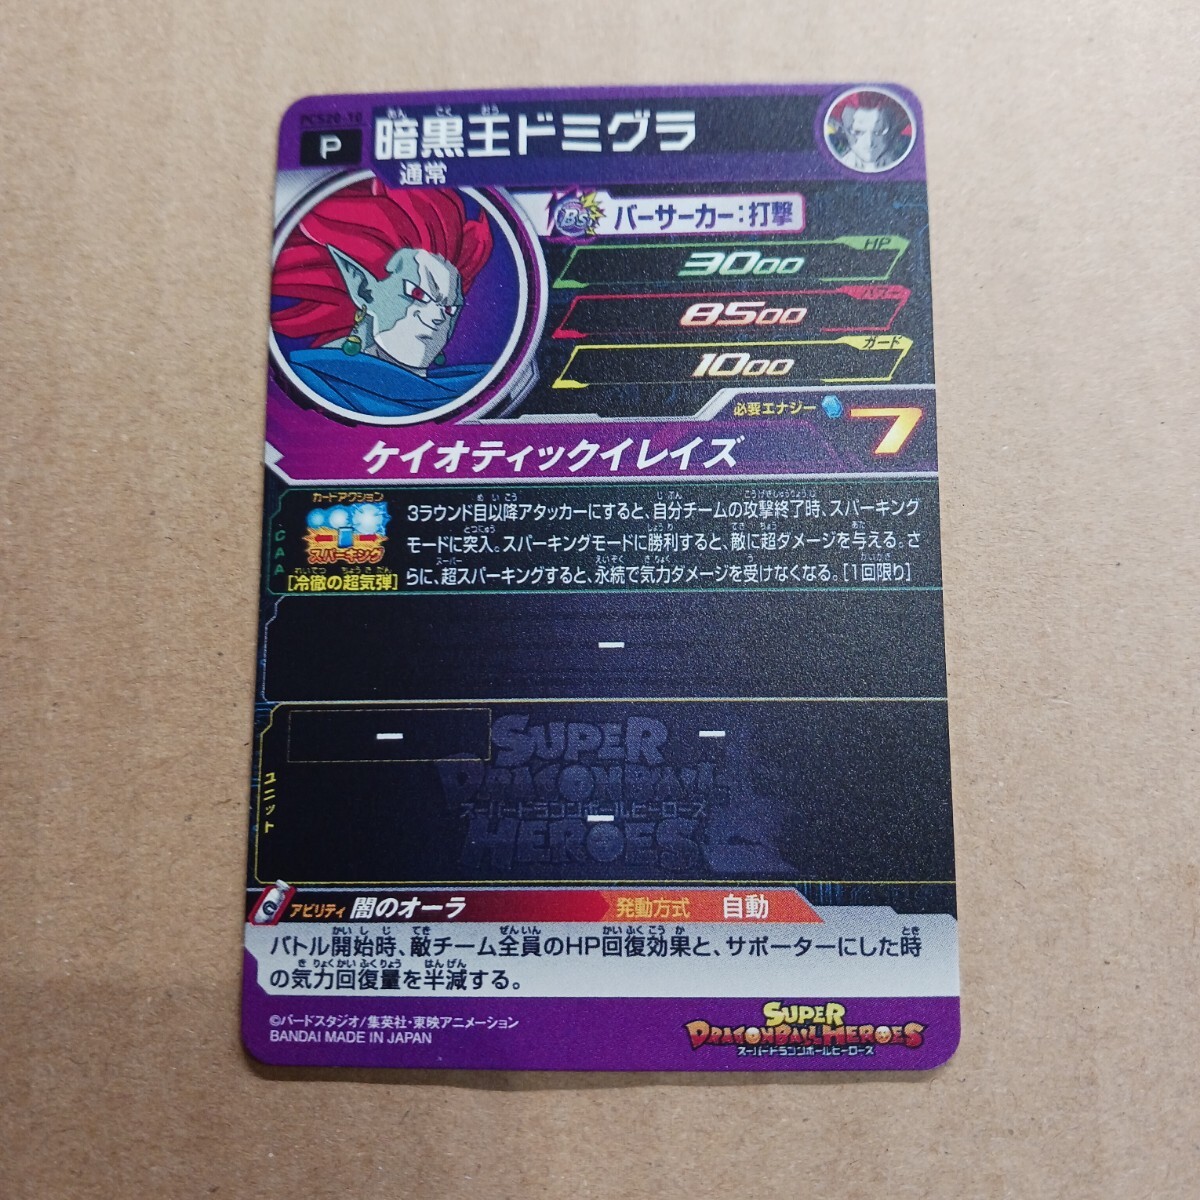 PCS20-10
P
暗黒王ドミグラ
あん こく おう
通常
BS
バーサーカー:打撃
HP
3000
パワー
8500
ガード
1000
必要エナジー
7
ケイオティックイレイズ
CAA
カードアクション
スパーキング
[冷徹の超気弾]
3ラウンド目以降アタッカーにすると、自分チームの攻撃終了時、スパーキング
モードに突入。スパーキングモードに勝利すると、敵に超ダメージを与える。さ
らに、超スパーキングすると、永続で気力ダメージを受けなくなる。[1回限り]
ー
ー
ー
ー
ユニット
SUPER
DRAGONBALL
スーパードラゴンボールヒーローズ
HEROES
アビリティ 闇のオーラ
発動方式 自動
バトル開始時、敵チーム全員のHP回復効果と、サポーターにした時
の気力回復量を半減する。
©バードスタジオ/集英社・東映アニメーション
BANDAI MADE IN JAPAN
SUPER
DRAGONBALL HEROES
スーパードラゴンボールヒーローズ